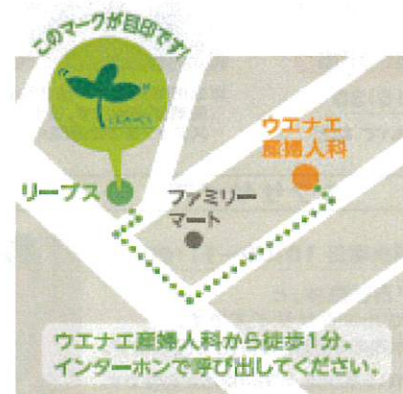 このマークが目印です!
LEAVES
ウエナエ
産婦人科
リーブス
ファミリー
マート
ウエナエ産婦人科から徒歩1分。
インターホンで呼び出してください。